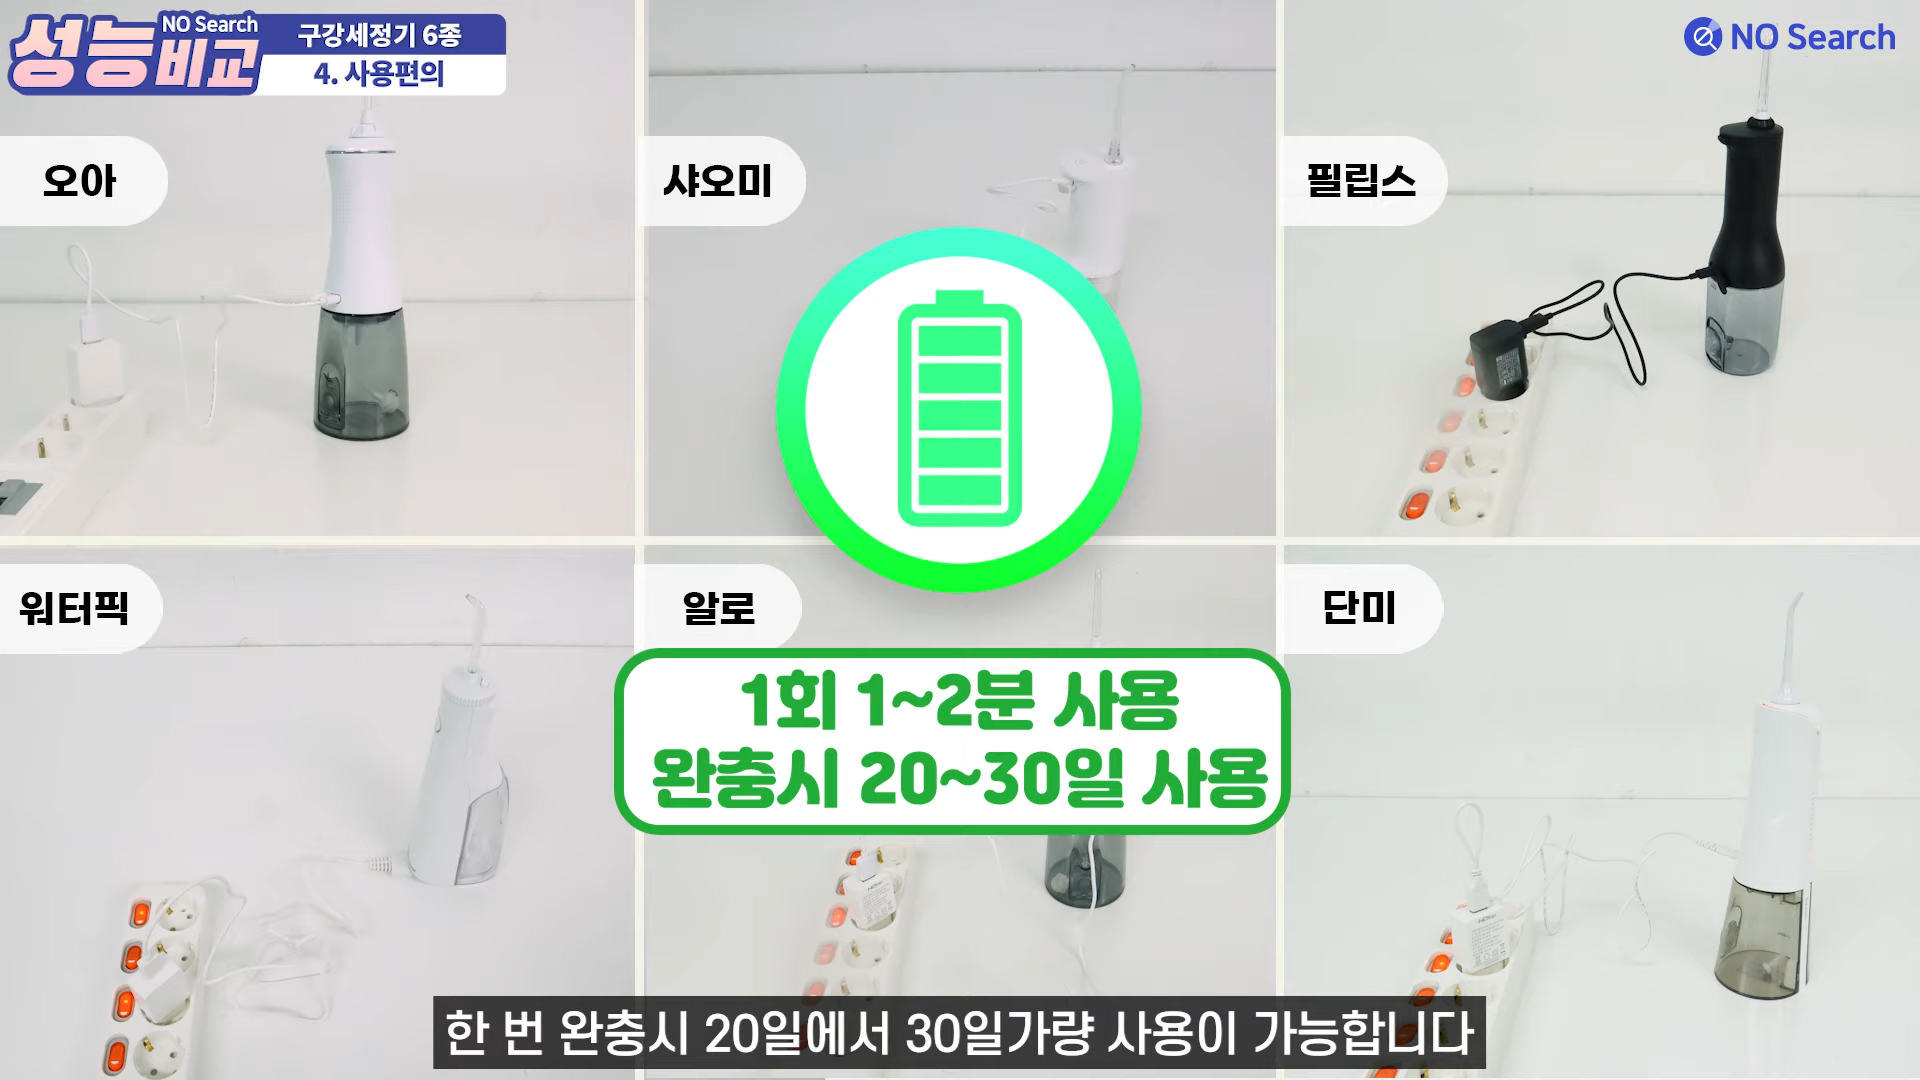 성능비교
NO Search
구강세정기 6종
4. 사용편의
NO Search
오아
샤오미
필립스
워터픽
알로
단미
1회 1~2분 사용
완충시 20~30일 사용
한 번 완충시 20일에서 30일가량 사용이 가능합니다